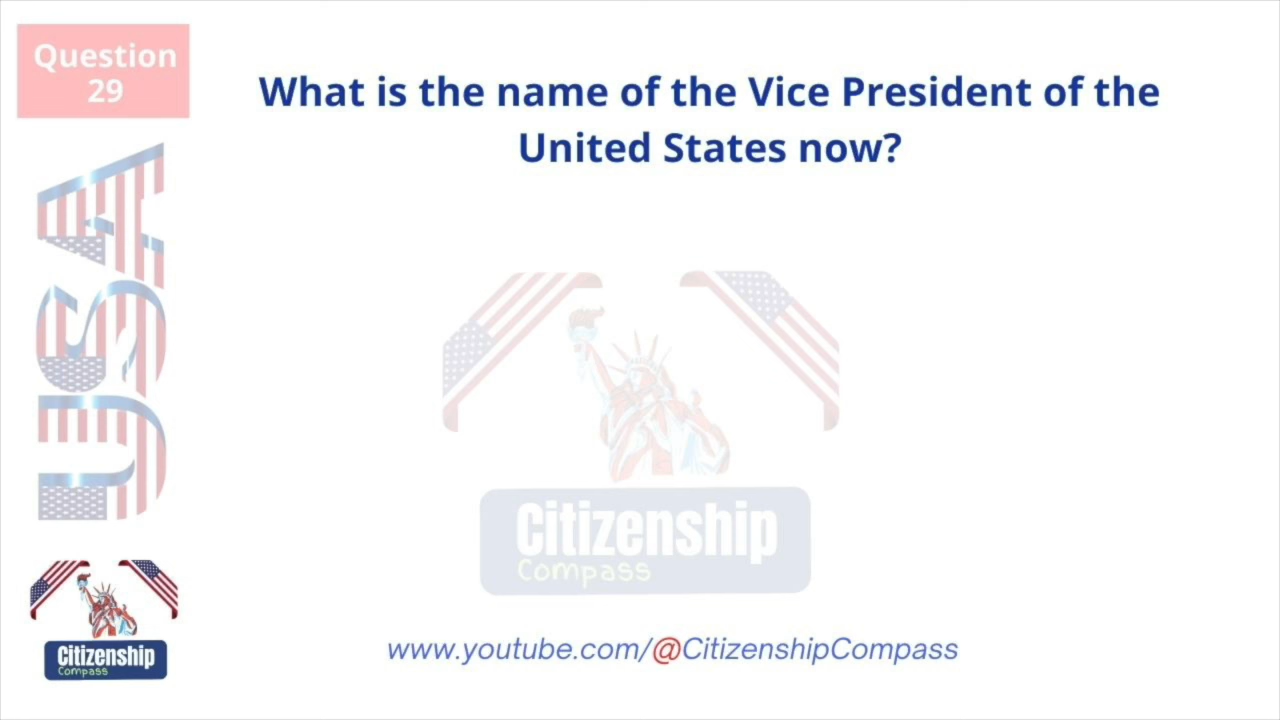 Question
29
What is the name of the Vice President of the
United States now?
USA
Citizenship
Compass
Citizenship
Compass
www.youtube.com/@CitizenshipCompass